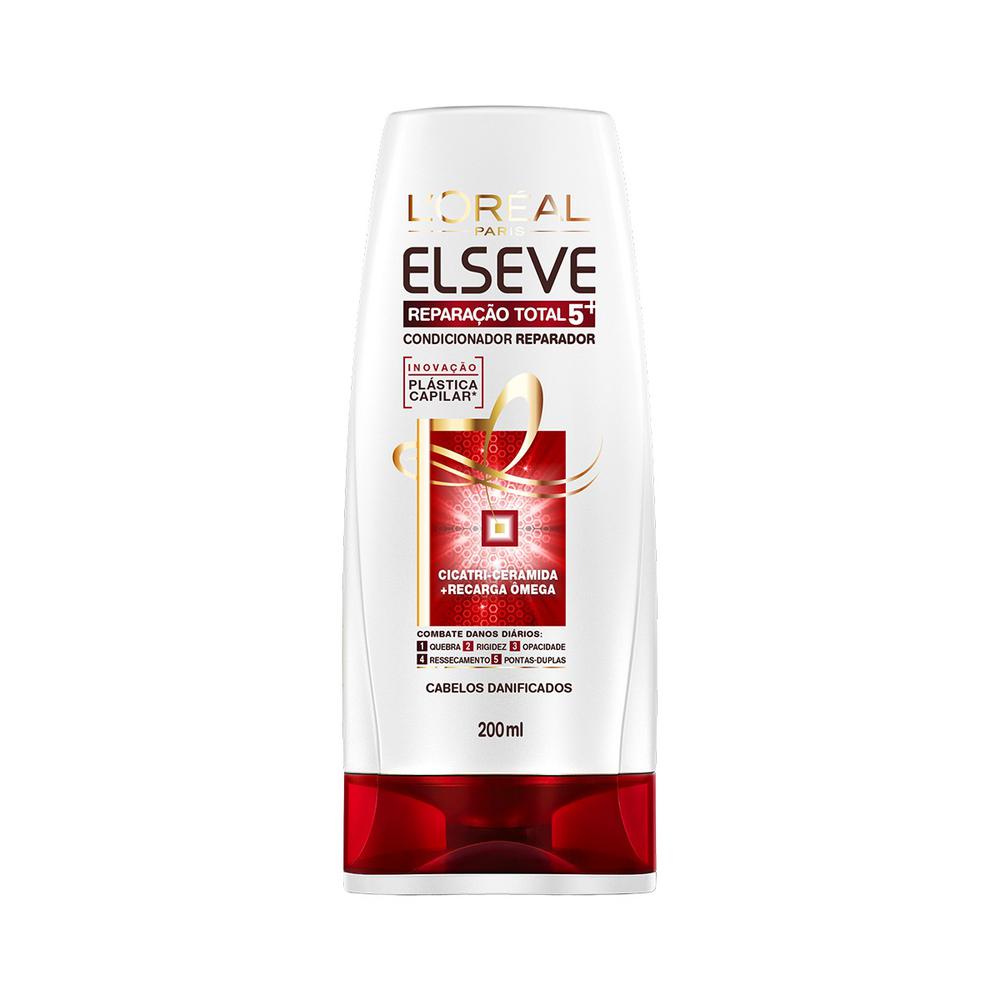 L'ORÉAL
PARIS
ELSEVE
REPARAÇÃO TOTAL 5+
CONDICIONADOR REPARADOR
INOVAÇÃO
PLÁSTICA
CAPILAR*
CICATRI-CERAMIDA
+RECARGA ÔMEGA
COMBATE DANOS DIÁRIOS:
1 QUEBRA 2 RIGIDEZ 3 OPACIDADE
4 RESSECAMENTO 5 PONTAS-DUPLAS
CABELOS DANIFICADOS
200ml